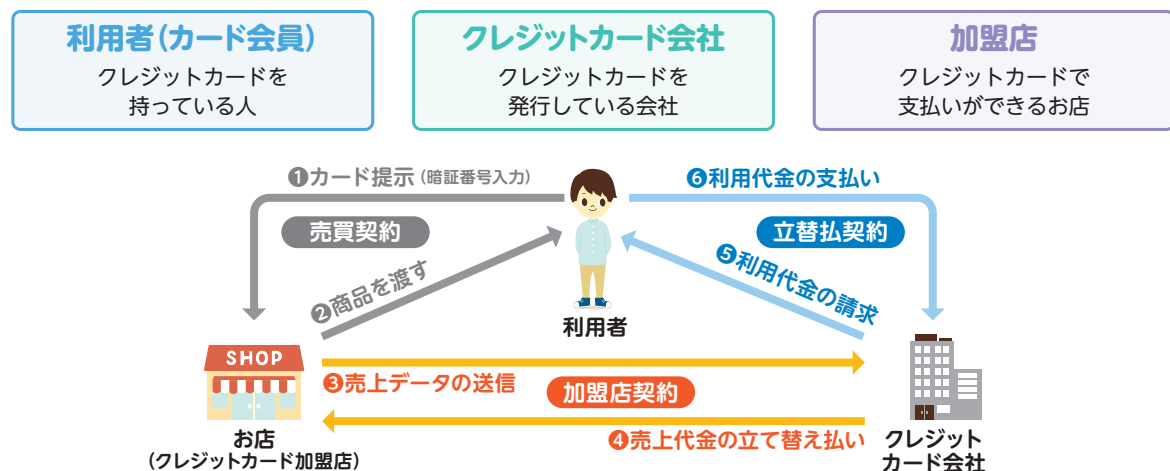 利用者(カード会員)
クレジットカードを
持っている人
クレジットカード会社
クレジットカードを
発行している会社
加盟店
クレジットカードで
支払いができるお店
❶カード提示(暗証番号入力)
売買契約
❷商品を渡す
利用者
❻利用代金の支払い
立替払契約
❺利用代金の請求
SHOP
❸売上データの送信
加盟店契約
❹売上代金の立て替え払い
お店
(クレジットカード加盟店)
クレジット
カード会社